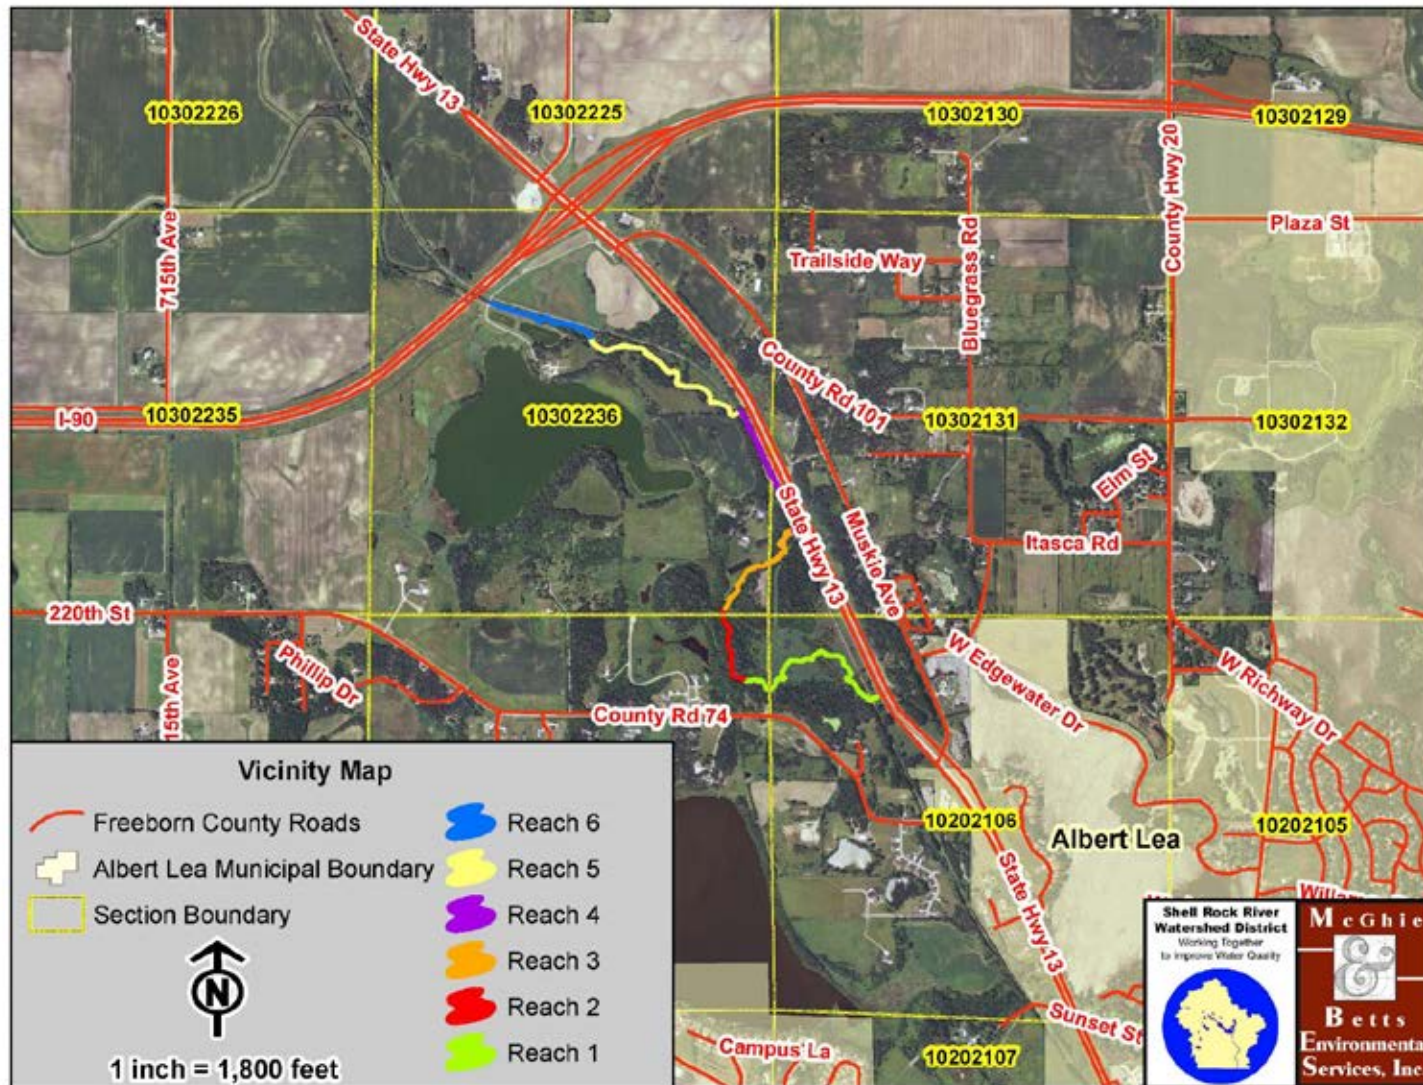 State Hwy 13
10302226
10302225
10302130
10302129
County Hwy 20
715th Ave
Plaza St
Trailside Way
Bluegrass Rd
County Rd 101
I-90
10302235
10302236
10302131
10302132
Elm St
State Hwy 13
Muskie Ave
Itasca Rd
220th St
15th Ave
Phillip Dr
W Edgewater Dr
W Richway Dr
County Rd 74
10202106
Albert Lea
10202105
State Hwy 13
Sunset St
Campus La
10202107
Vicinity Map
Freeborn County Roads
Albert Lea Municipal Boundary
Section Boundary
Reach 6
Reach 5
Reach 4
Reach 3
Reach 2
Reach 1
N
1 inch = 1,800 feet
Shell Rock River
Watershed District
Working Together
to Improve Water Quality
McGhie
&
Betts
Environmenta
Services, Inc